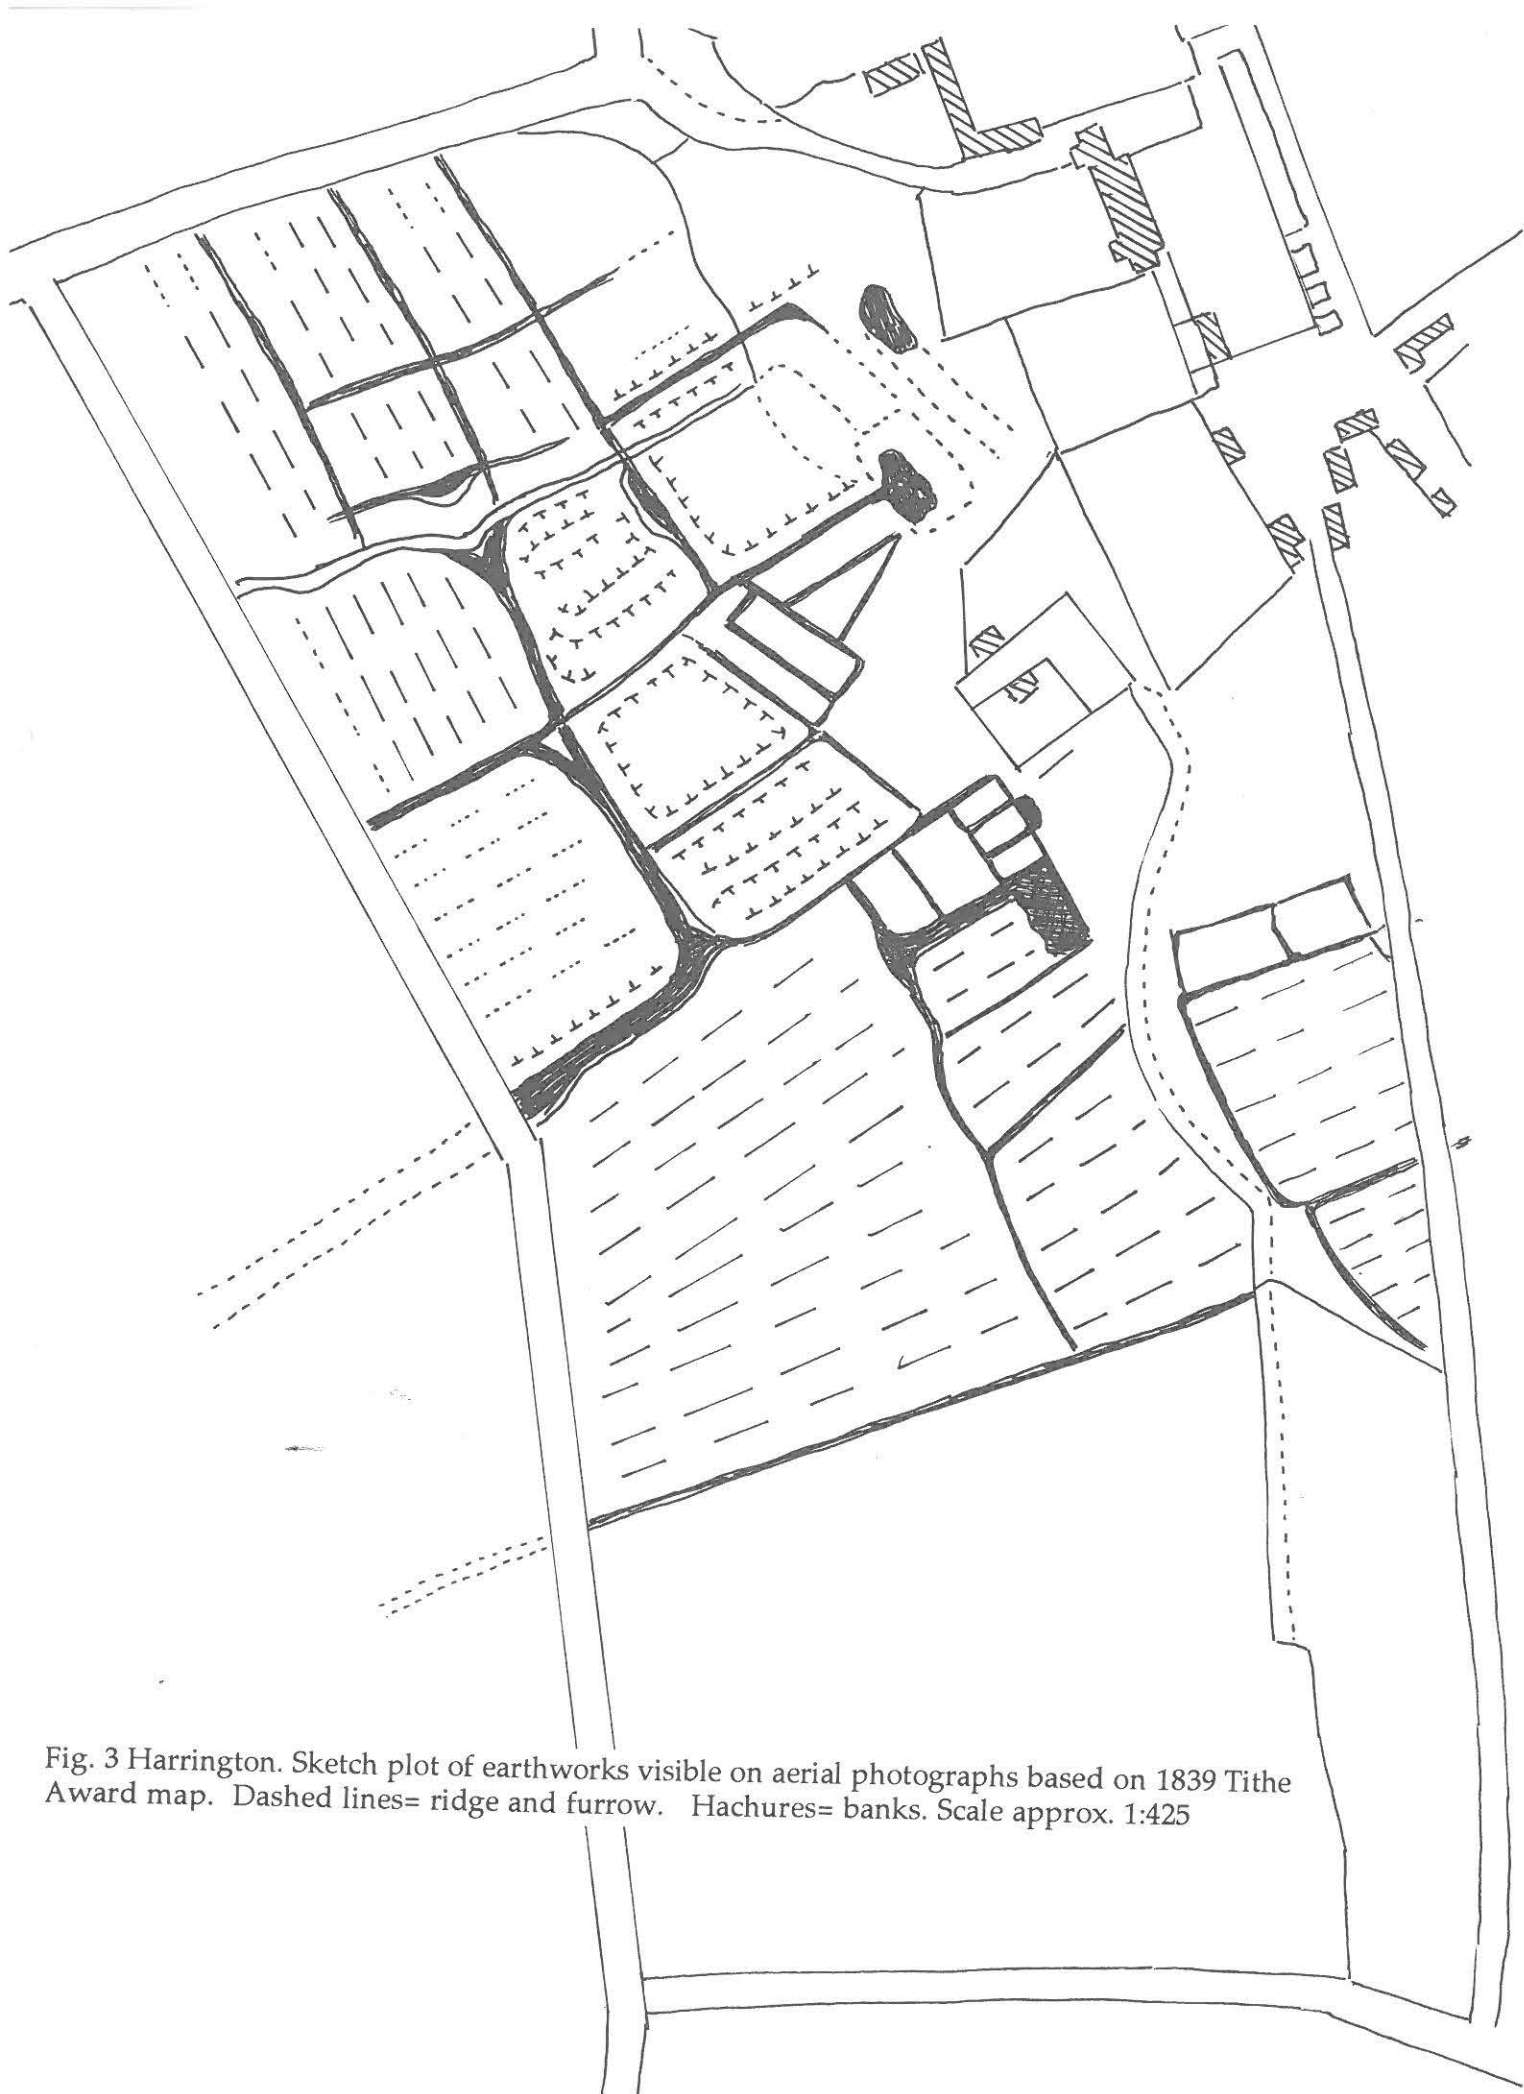 Fig. 3 Harrington. Sketch plot of earthworks visible on aerial photographs based on 1839 Tithe
Award map.  Dashed lines= ridge and furrow.   Hachures= banks. Scale approx. 1:425